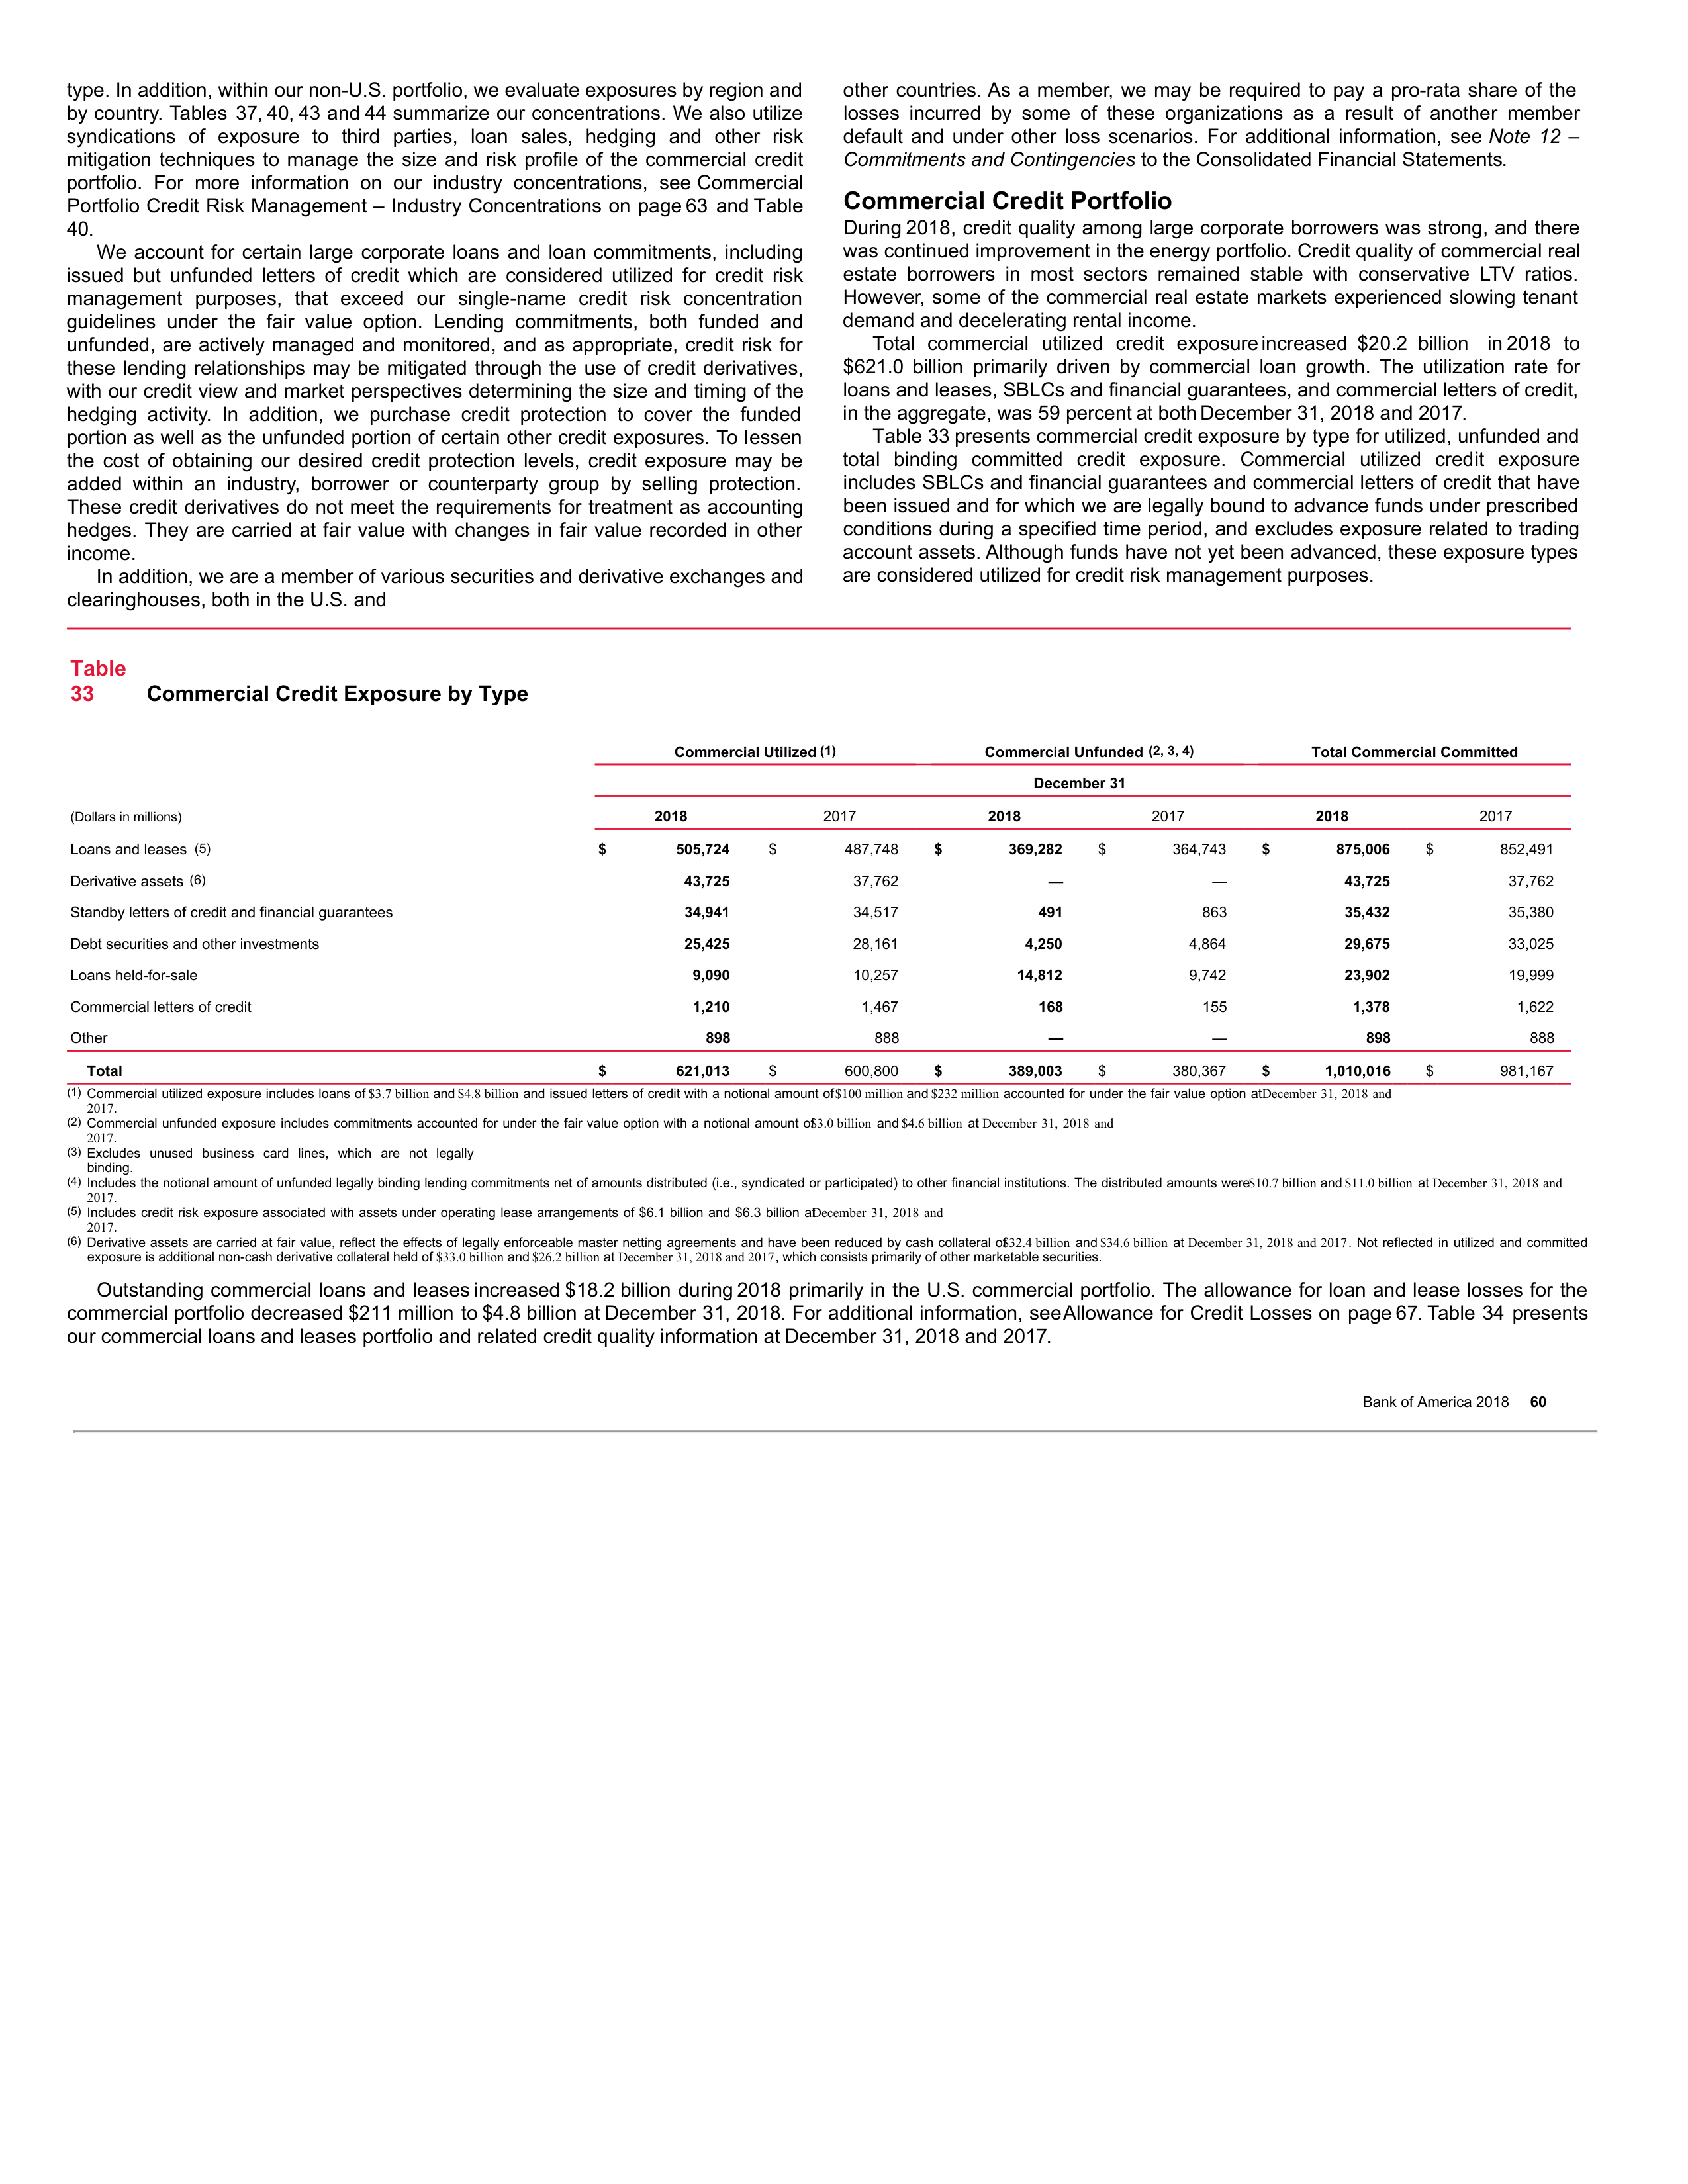 type. In addition, within our non-U.S. portfolio, we evaluate exposures by region and
by country. Tables 37, 40, 43 and 44 summarize our concentrations. We also utilize
syndications of exposure to third parties, loan sales, hedging and other risk
mitigation techniques to manage the size and risk profile of the commercial credit
portfolio. For more information on our industry concentrations, see Commercial
Portfolio Credit Risk Management – Industry Concentrations on page 63 and Table
40.
We account for certain large corporate loans and loan commitments, including
issued but unfunded letters of credit which are considered utilized for credit risk
management purposes, that exceed our single-name credit risk concentration
guidelines under the fair value option. Lending commitments, both funded and
unfunded, are actively managed and monitored, and as appropriate, credit risk for
these lending relationships may be mitigated through the use of credit derivatives,
with our credit view and market perspectives determining the size and timing of the
hedging activity. In addition, we purchase credit protection to cover the funded
portion as well as the unfunded portion of certain other credit exposures. To lessen
the cost of obtaining our desired credit protection levels, credit exposure may be
added within an industry, borrower or counterparty group by selling protection.
These credit derivatives do not meet the requirements for treatment as accounting
hedges. They are carried at fair value with changes in fair value recorded in other
income.
In addition, we are a member of various securities and derivative exchanges and
clearinghouses, both in the U.S. and
other countries. As a member, we may be required to pay a pro-rata share of the
losses incurred by some of these organizations as a result of another member
default and under other loss scenarios. For additional information, see Note 12 –
Commitments and Contingencies to the Consolidated Financial Statements.
Commercial Credit Portfolio
During 2018, credit quality among large corporate borrowers was strong, and there
was continued improvement in the energy portfolio. Credit quality of commercial real
estate borrowers in most sectors remained stable with conservative LTV ratios.
However, some of the commercial real estate markets experienced slowing tenant
demand and decelerating rental income.
Total commercial utilized credit exposure increased $20.2 billion in 2018 to
$621.0 billion primarily driven by commercial loan growth. The utilization rate for
loans and leases, SBLCs and financial guarantees, and commercial letters of credit,
in the aggregate, was 59 percent at both December 31, 2018 and 2017.
Table 33 presents commercial credit exposure by type for utilized, unfunded and
total binding committed credit exposure. Commercial utilized credit exposure
includes SBLCs and financial guarantees and commercial letters of credit that have
been issued and for which we are legally bound to advance funds under prescribed
conditions during a specified time period, and excludes exposure related to trading
account assets. Although funds have not yet been advanced, these exposure types
are considered utilized for credit risk management purposes.
Table
33 Commercial Credit Exposure by Type
Commercial Utilized (1) Commercial Unfunded (2, 3, 4) Total Commercial Committed
December 31
(Dollars in millions) 2018 2017 2018 2017 2018 2017
Loans and leases (5) $ 505,724 $ 487,748 $ 369,282 $ 364,743 $ 875,006 $ 852,491
Derivative assets (6) 43,725 37,762 — — 43,725 37,762
Standby letters of credit and financial guarantees 34,941 34,517 491 863 35,432 35,380
Debt securities and other investments 25,425 28,161 4,250 4,864 29,675 33,025
Loans held-for-sale 9,090 10,257 14,812 9,742 23,902 19,999
Commercial letters of credit 1,210 1,467 168 155 1,378 1,622
Other 898 888 — — 898 888
Total $ 621,013 $ 600,800 $ 389,003 $ 380,367 $ 1,010,016 $ 981,167
(1) Commercial utilized exposure includes loans of $3.7 billion and $4.8 billion and issued letters of credit with a notional amount of $100 million and $232 million accounted for under the fair value option at December 31, 2018 and
2017.
(2) Commercial unfunded exposure includes commitments accounted for under the fair value option with a notional amount of $3.0 billion and $4.6 billion at December 31, 2018 and
2017.
(3) Excludes unused business card lines, which are not legally
binding.
(4) Includes the notional amount of unfunded legally binding lending commitments net of amounts distributed (i.e., syndicated or participated) to other financial institutions. The distributed amounts were $10.7 billion and $11.0 billion at December 31, 2018 and
2017.
(5) Includes credit risk exposure associated with assets under operating lease arrangements of $6.1 billion and $6.3 billion at December 31, 2018 and
2017.
(6) Derivative assets are carried at fair value, reflect the effects of legally enforceable master netting agreements and have been reduced by cash collateral of $32.4 billion and $34.6 billion at December 31, 2018 and 2017. Not reflected in utilized and committed
exposure is additional non-cash derivative collateral held of $33.0 billion and $26.2 billion at December 31, 2018 and 2017, which consists primarily of other marketable securities.
Outstanding commercial loans and leases increased $18.2 billion during 2018 primarily in the U.S. commercial portfolio. The allowance for loan and lease losses for the
commercial portfolio decreased $211 million to $4.8 billion at December 31, 2018. For additional information, see Allowance for Credit Losses on page 67. Table 34 presents
our commercial loans and leases portfolio and related credit quality information at December 31, 2018 and 2017.
Bank of America 2018 60